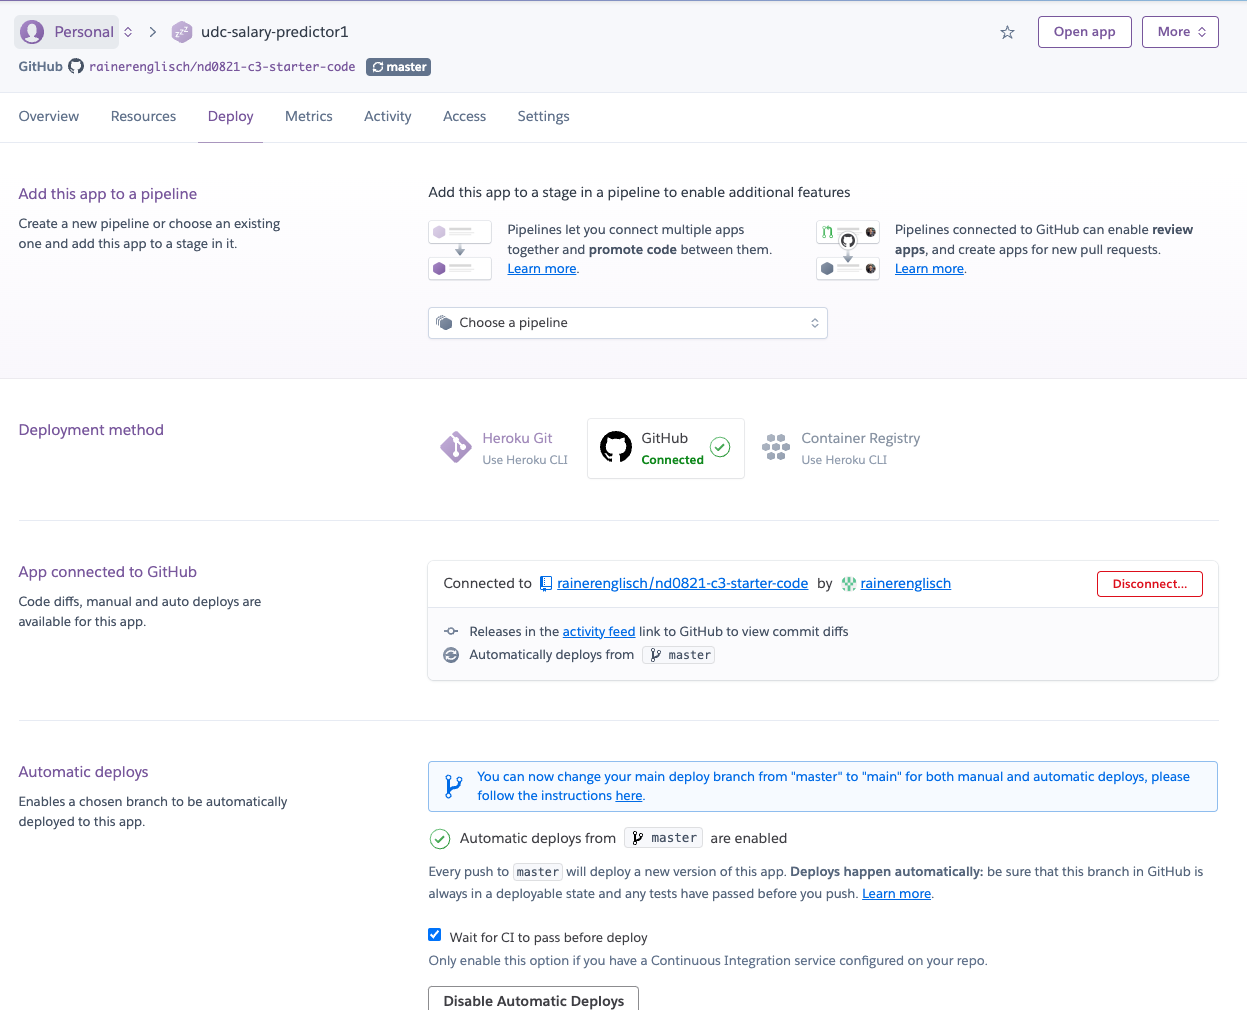 Personal
udc-salary-predictor1
Open app
More
GitHub rainerenglisch/nd0821-c3-starter-code master
Overview Resources Deploy Metrics Activity Access Settings
Add this app to a pipeline
Create a new pipeline or choose an existing
one and add this app to a stage in it.
Add this app to a stage in a pipeline to enable additional features
Pipelines let you connect multiple apps
together and promote code between them.
Learn more.
Pipelines connected to GitHub can enable review
apps, and create apps for new pull requests.
Learn more.
Choose a pipeline
Deployment method
Heroku Git
Use Heroku CLI
GitHub
Connected
Container Registry
Use Heroku CLI
App connected to GitHub
Code diffs, manual and auto deploys are
available for this app.
Connected to rainerenglisch/nd0821-c3-starter-code by rainerenglisch
Disconnect...
Releases in the activity feed link to GitHub to view commit diffs
Automatically deploys from master
Automatic deploys
Enables a chosen branch to be automatically
deployed to this app.
You can now change your main deploy branch from "master" to "main" for both manual and automatic deploys, please
follow the instructions here.
Automatic deploys from master are enabled
Every push to master will deploy a new version of this app. Deploys happen automatically: be sure that this branch in GitHub is
always in a deployable state and any tests have passed before you push. Learn more.
Wait for CI to pass before deploy
Only enable this option if you have a Continuous Integration service configured on your repo.
Disable Automatic Deploys